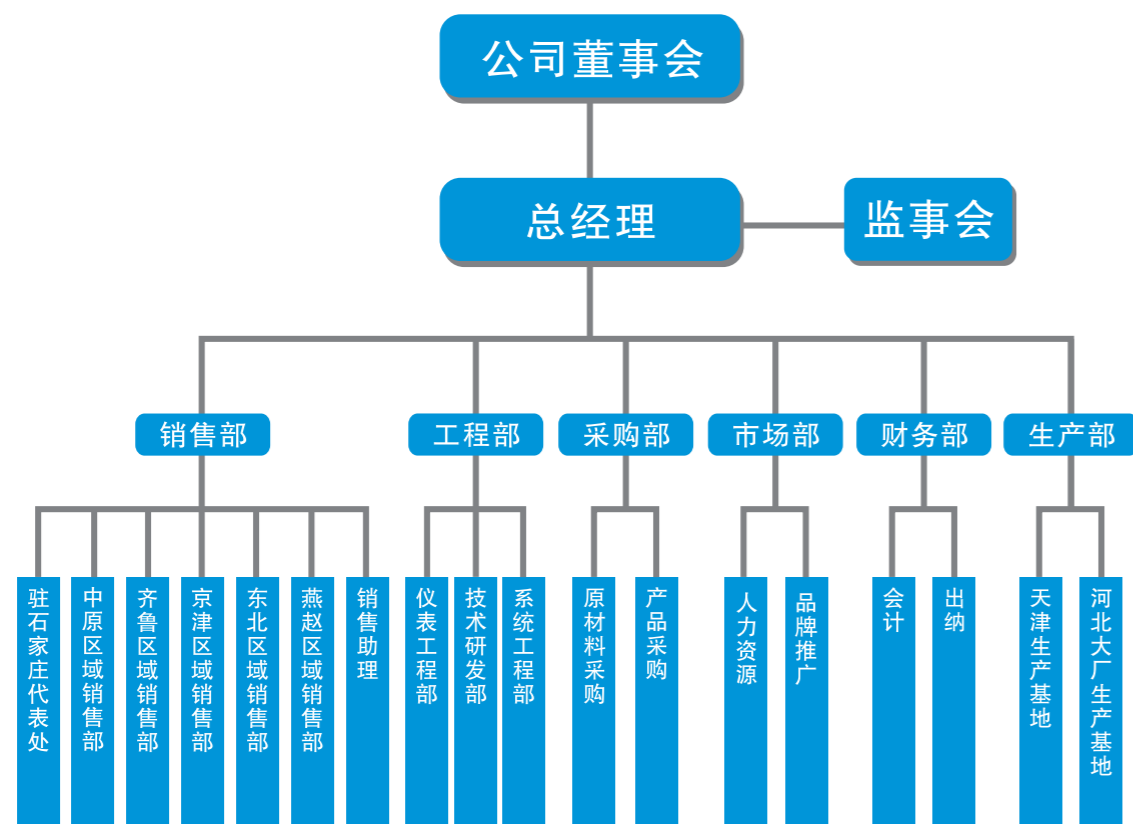 公司董事会
总经理
监事会
销售部
工程部
采购部
市场部
财务部
生产部
驻石家庄代表处
中原区域销售部
齐鲁区域销售部
京津区域销售部
东北区域销售部
燕赵区域销售部
销售助理
仪表工程部
技术研发部
系统工程部
原材料采购
产品采购
人力资源
品牌推广
会计
出纳
天津生产基地
河北大厂生产基地